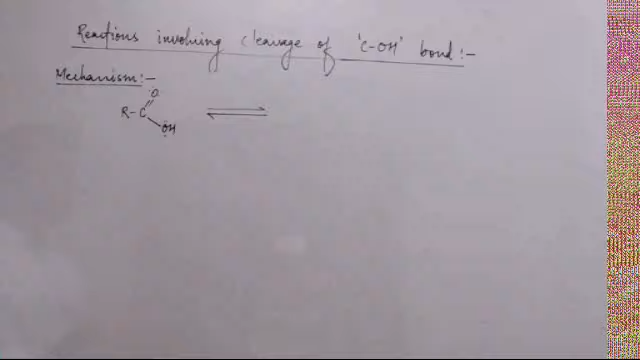 Reactions involving cleavage of 'C-OH' bond:-
Mechanism:-
O
R-C
OH